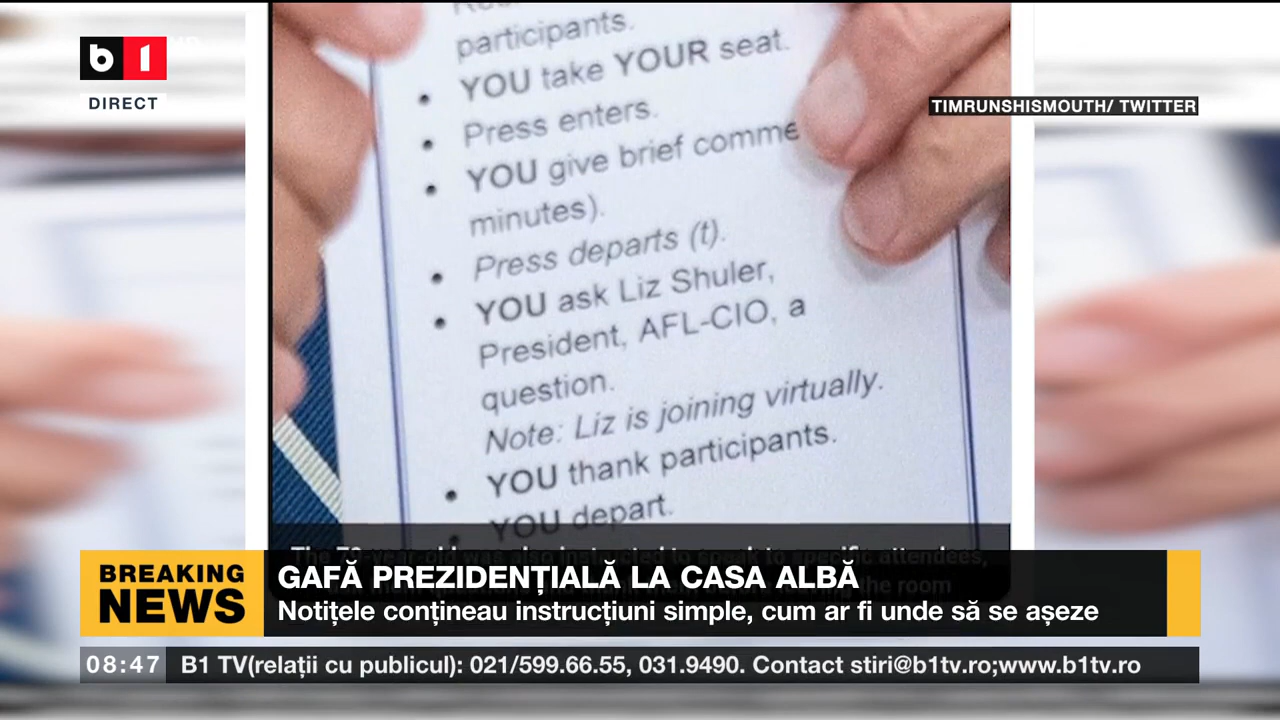 b1
DIRECT
TIMRUNSHISMOUTH/ TWITTER
participants.
• YOU take YOUR seat.
• Press enters.
• YOU give brief comme
minutes).
• Press departs (t).
• YOU ask Liz Shuler,
President, AFL-CIO, a
question.
Note: Liz is joining virtually.
• YOU thank participants.
• YOU depart.
BREAKING
NEWS
GAFĂ PREZIDENȚIALĂ LA CASA ALBĂ
Notițele conțineau instrucțiuni simple, cum ar fi unde să se așeze
08:47 B1 TV(relații cu publicul): 021/599.66.55, 031.9490. Contact stiri@b1tv.ro;www.b1tv.ro